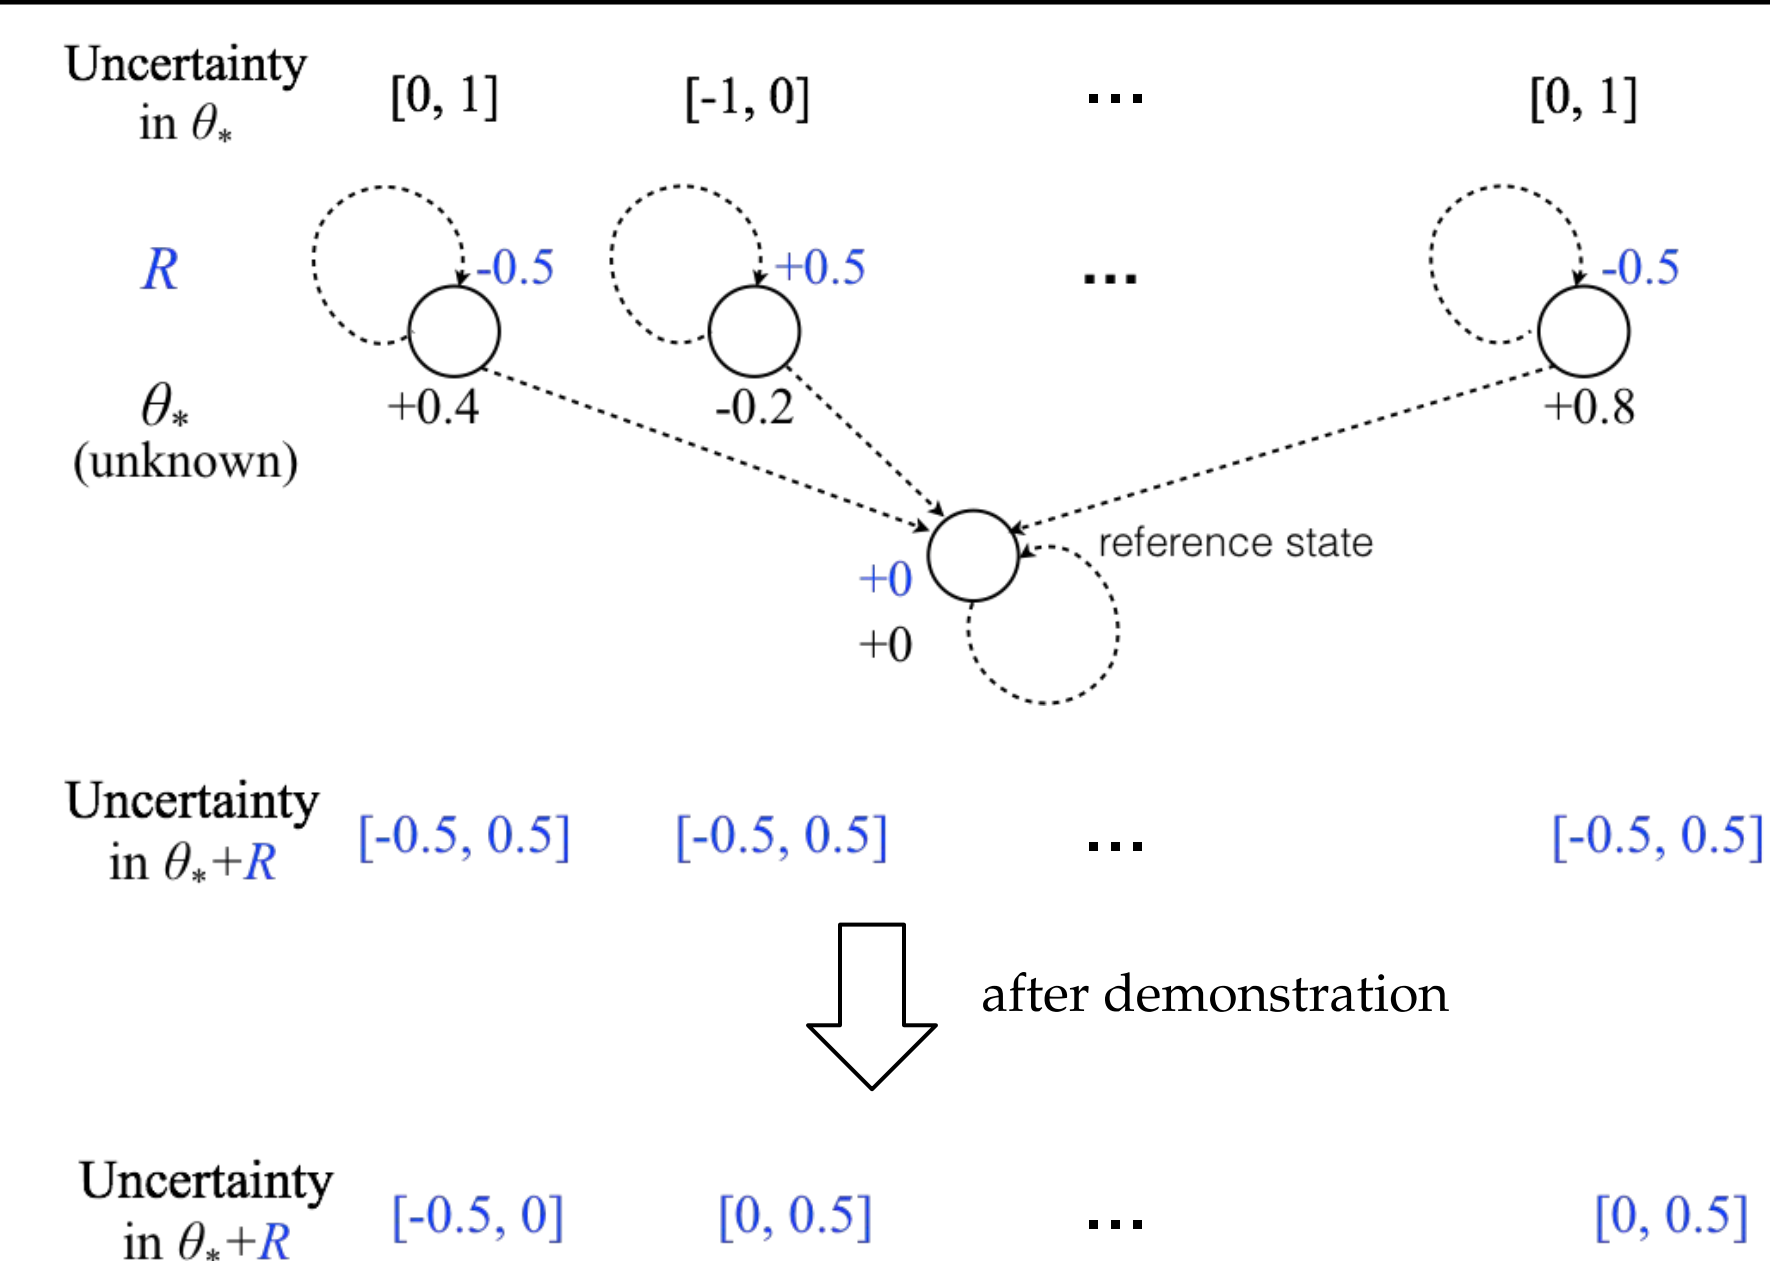 Uncertainty
in θ* [0, 1] [-1, 0] ... [0, 1]
R -0.5 +0.5 ... -0.5
θ* +0.4 -0.2 +0.8
(unknown)
reference state
+0
+0
Uncertainty
in θ*+R [-0.5, 0.5] [-0.5, 0.5] ... [-0.5, 0.5]
after demonstration
Uncertainty
in θ*+R [-0.5, 0] [0, 0.5] ... [0, 0.5]